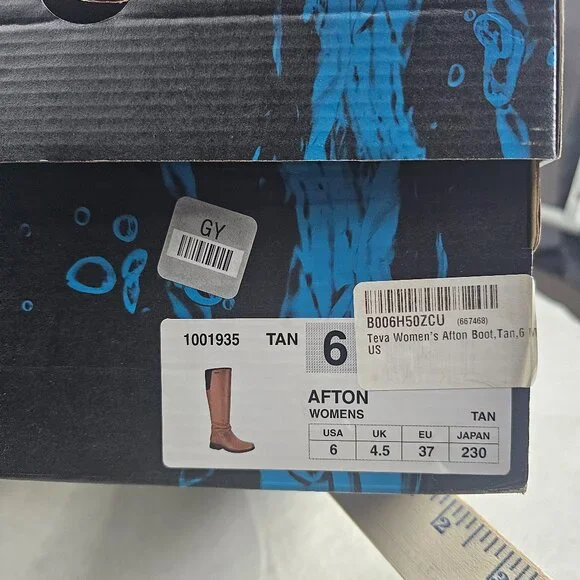 GY
B006H50ZCU (667468)
Teva Women's Afton Boot,Tan,6 M
US
1001935 TAN 6
AFTON
WOMENS
TAN
USA UK EU JAPAN
6 4.5 37 230
2